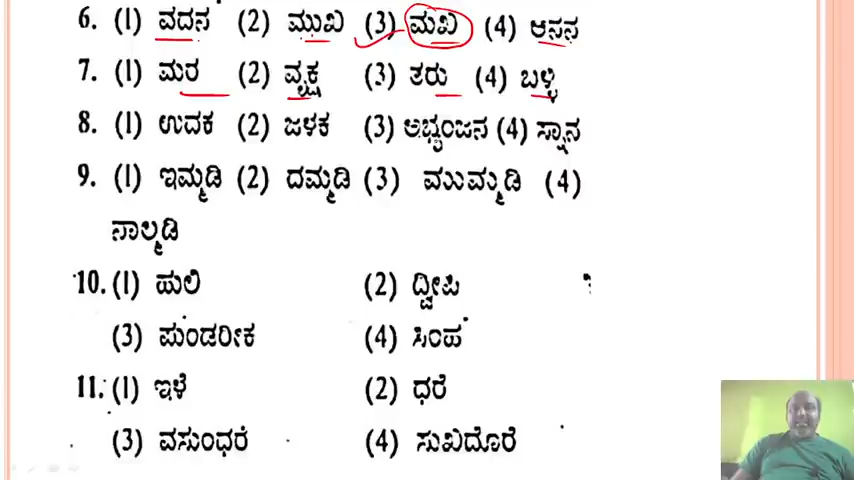 6. (1) ವದನ (2) ಮುಖ (3) ಮಖ (4) ಆನನ
7. (1) ಮರ (2) ವೃಕ್ಷ (3) ತರು (4) ಬಳ್ಳಿ
8. (1) ಉದಕ (2) ಜಳಕ (3) ಅಭ್ಯಂಜನ (4) ಸ್ನಾನ
9. (1) ಇಮ್ಮಡಿ (2) ದಮ್ಮಡಿ (3) ಮುಮ್ಮಡಿ (4)
ನಾಲ್ಮಡಿ
10. (1) ಹುಲಿ (2) ದ್ವೀಪಿ
(3) ಪುಂಡರೀಕ (4) ಸಿಂಹ
11. (1) ಇಳೆ (2) ಧರೆ
(3) ವಸುಂಧರೆ (4) ಸುಖದೊರೆ